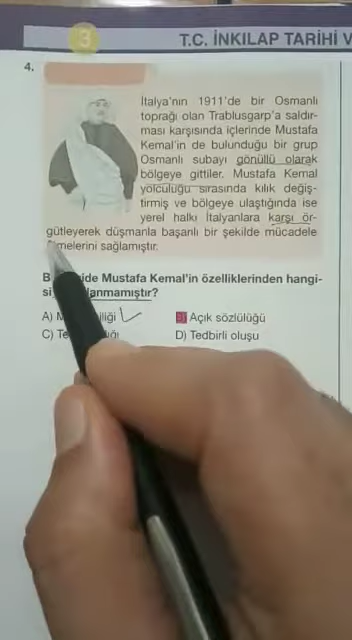 3
T.C. İNKILAP TARİHİ V
4.
İtalya'nın 1911'de bir Osmanlı
toprağı olan Trablusgarp'a saldır-
ması karşısında içlerinde Mustafa
Kemal'in de bulunduğu bir grup
Osmanlı subayı gönüllü olarak
bölgeye gittiler. Mustafa Kemal
yolculuğu sırasında kılık değiş-
tirmiş ve bölgeye ulaştığında ise
yerel halkı İtalyanlara karşı ör-
gütleyerek düşmanla başarılı bir şekilde mücadele
melerini sağlamıştır.
Mustafa Kemal'in özelliklerinden hangi-
si lanmamıştır?
A) B) Açık sözlülüğü
C) D) Tedbirli oluşu